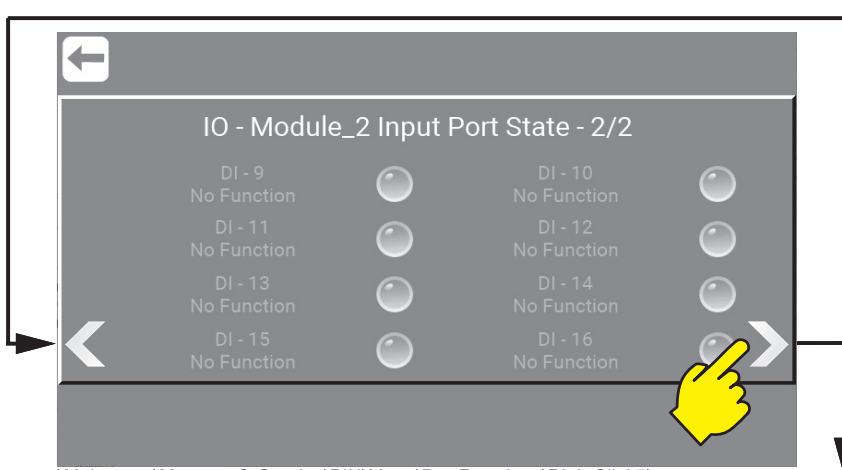 IO - Module_2 Input Port State - 2/2
DI - 9
No Function
DI - 10
No Function
DI - 11
No Function
DI - 12
No Function
DI - 13
No Function
DI - 14
No Function
DI - 15
No Function
DI - 16
No Function